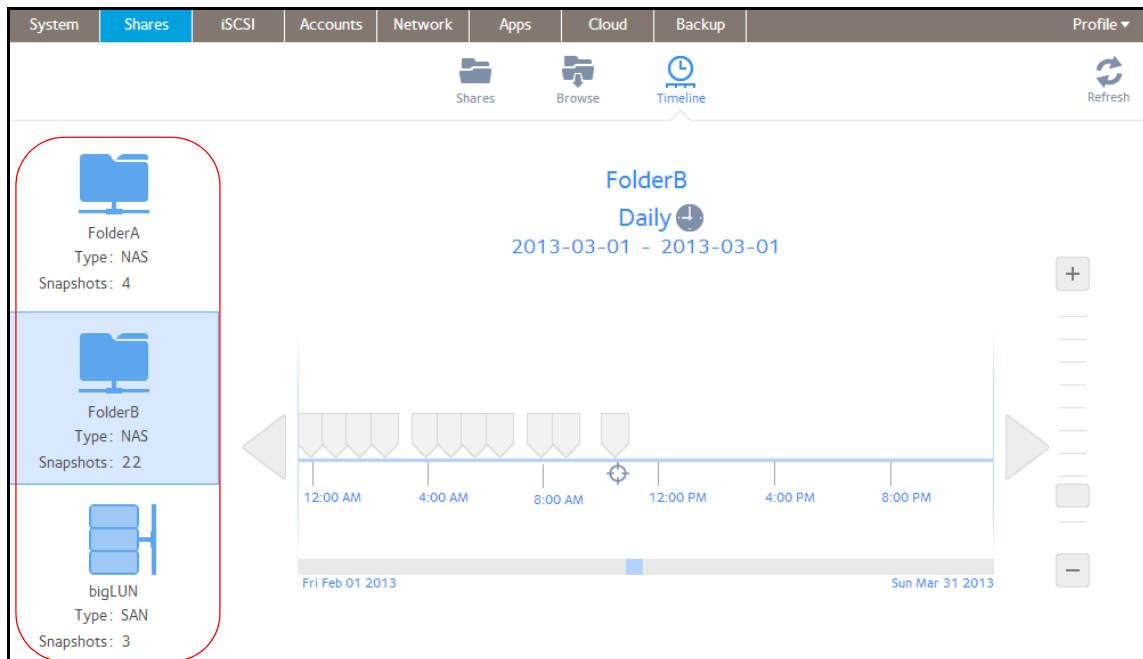 System Shares iSCSI Accounts Network Apps Cloud Backup Profile ▾
Shares Browse Timeline Refresh
FolderA
Type: NAS
Snapshots: 4
FolderB
Type: NAS
Snapshots: 22
bigLUN
Type: SAN
Snapshots: 3
FolderB
Daily
2013-03-01 - 2013-03-01
+
12:00 AM 4:00 AM 8:00 AM 12:00 PM 4:00 PM 8:00 PM
Fri Feb 01 2013 Sun Mar 31 2013
−